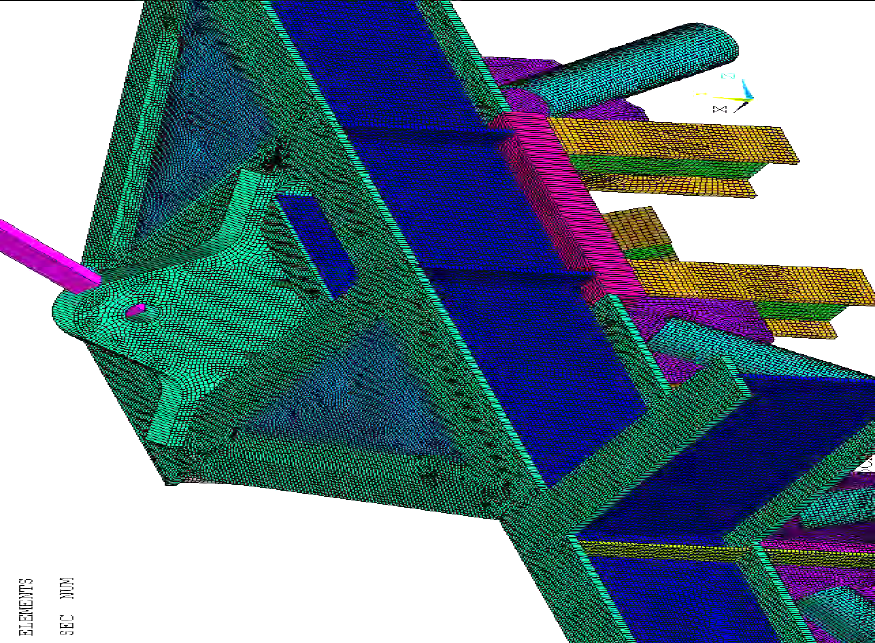 ELEMENTS
SEC NUM
Z
X